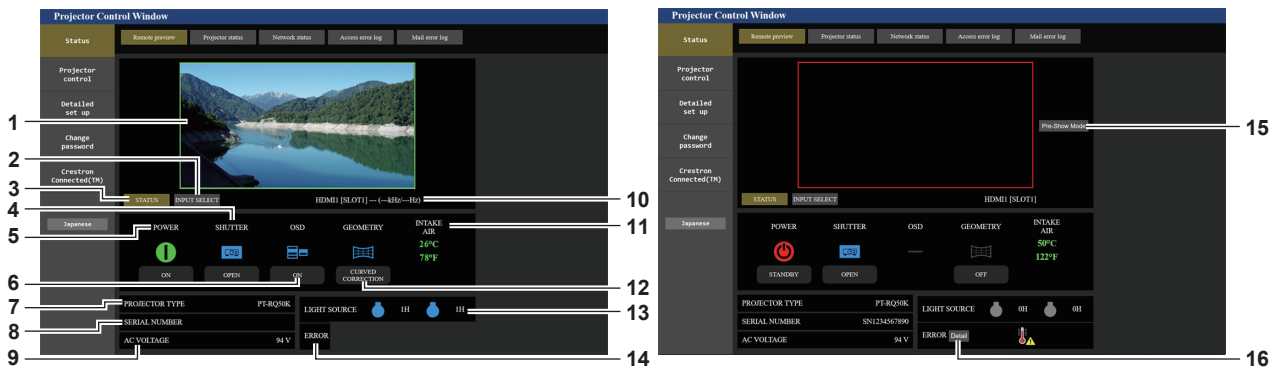 Projector Control Window
Status
Remote preview
Projector status
Network status
Access error log
Mail error log
Projector
control
Detailed
set up
Change
password
Crestron
Connected(TM)
Japanese
STATUS
INPUT SELECT
HDMI1 [SLOT1] --- (---kHz/---Hz)
POWER
SHUTTER
OSD
GEOMETRY
INTAKE
AIR
26°C
78°F
ON
OPEN
ON
CURVED
CORRECTION
PROJECTOR TYPE PT-RQ50K
SERIAL NUMBER
AC VOLTAGE 94 V
LIGHT SOURCE 1H 1H
ERROR
1
2
3
4
5
6
7
8
9
10
11
12
13
14
Projector Control Window
Status
Remote preview
Projector status
Network status
Access error log
Mail error log
Projector
control
Detailed
set up
Change
password
Crestron
Connected(TM)
Japanese
Pre-Show Mode
STATUS
INPUT SELECT
HDMI1 [SLOT1]
POWER
SHUTTER
OSD
GEOMETRY
INTAKE
AIR
50°C
122°F
STANDBY
OPEN
OFF
PROJECTOR TYPE PT-RQ50K
SERIAL NUMBER SN1234567890
AC VOLTAGE 94 V
LIGHT SOURCE 0H 0H
ERROR Detail
15
16